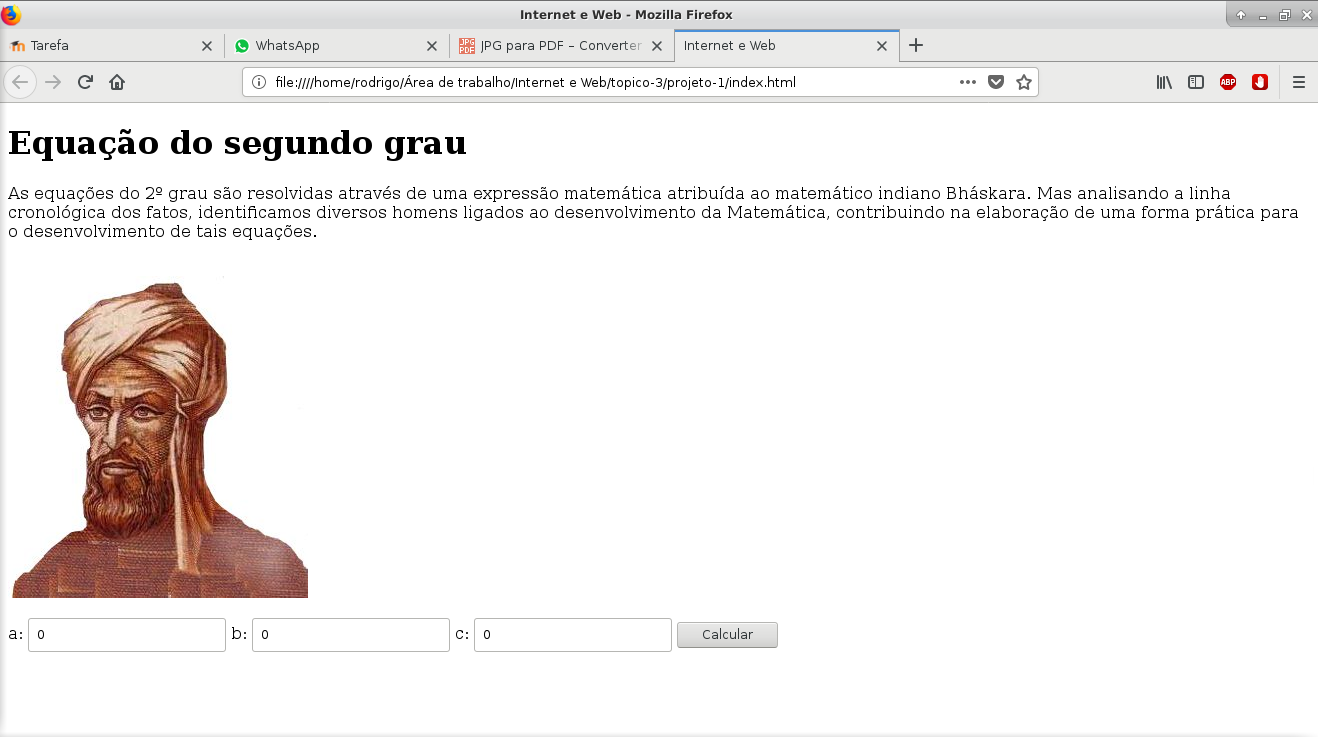 Internet e Web - Mozilla Firefox
Tarefa
WhatsApp
JPG para PDF – Converter
Internet e Web
file:////home/rodrigo/Área de trabalho/Internet e Web/topico-3/projeto-1/index.html
ABP
Equação do segundo grau
As equações do 2º grau são resolvidas através de uma expressão matemática atribuída ao matemático indiano Bháskara. Mas analisando a linha
cronológica dos fatos, identificamos diversos homens ligados ao desenvolvimento da Matemática, contribuindo na elaboração de uma forma prática para
o desenvolvimento de tais equações.
a: 0 b: 0 c: 0 Calcular